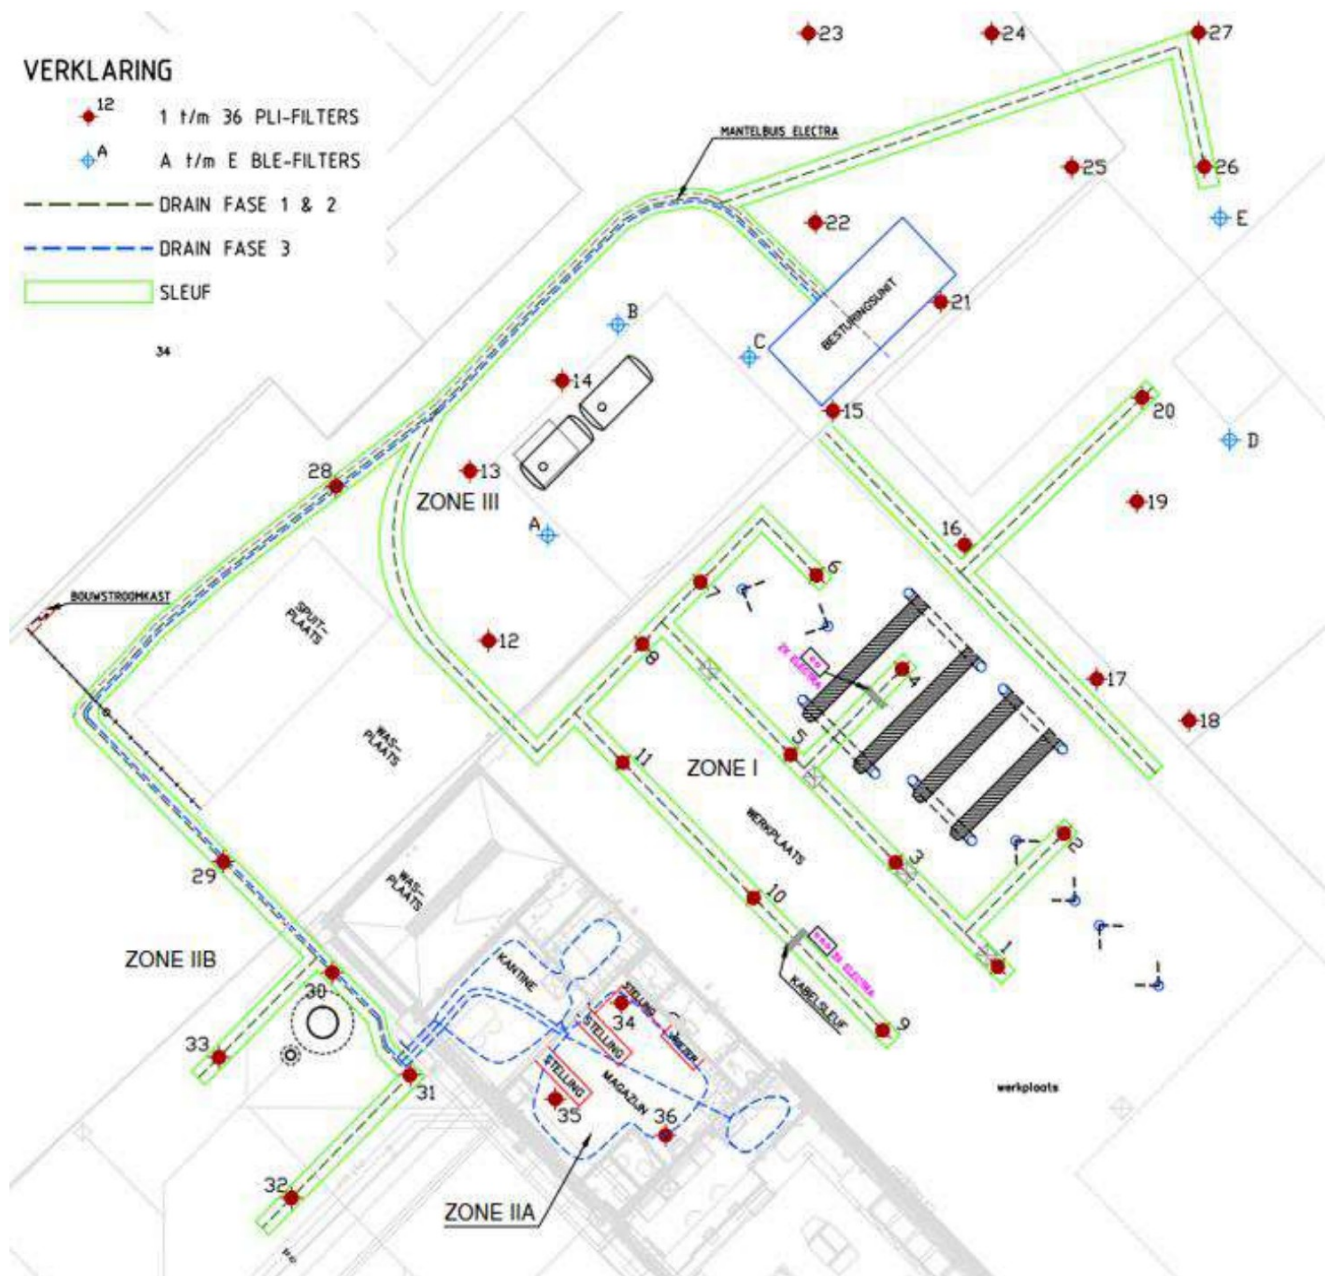 VERKLARING
12 1 t/m 36 PLI-FILTERS
A A t/m E BLE-FILTERS
DRAIN FASE 1 & 2
DRAIN FASE 3
SLEUF
34
23
24
27
MANTELBUIS ELECTRA
25
26
22
E
BESTURINGSUNIT
21
B
C
14
15
20
D
28
13
ZONE III
19
A
16
BOUWSTROOMKAST
SPUIT-
PLAATS
6
7
12
8
2X ELECTRA
4
17
18
WAS-
PLAATS
11
5
ZONE I
WERKPLAATS
2
3
29
WAS-
PLAATS
10
ZONE IIB
KANTINE
1
30
STELLING
34
STELLING
KABELSLEUF
9
33
31
STELLING
MAGAZIJN
35
36
werkplaats
32
ZONE IIA